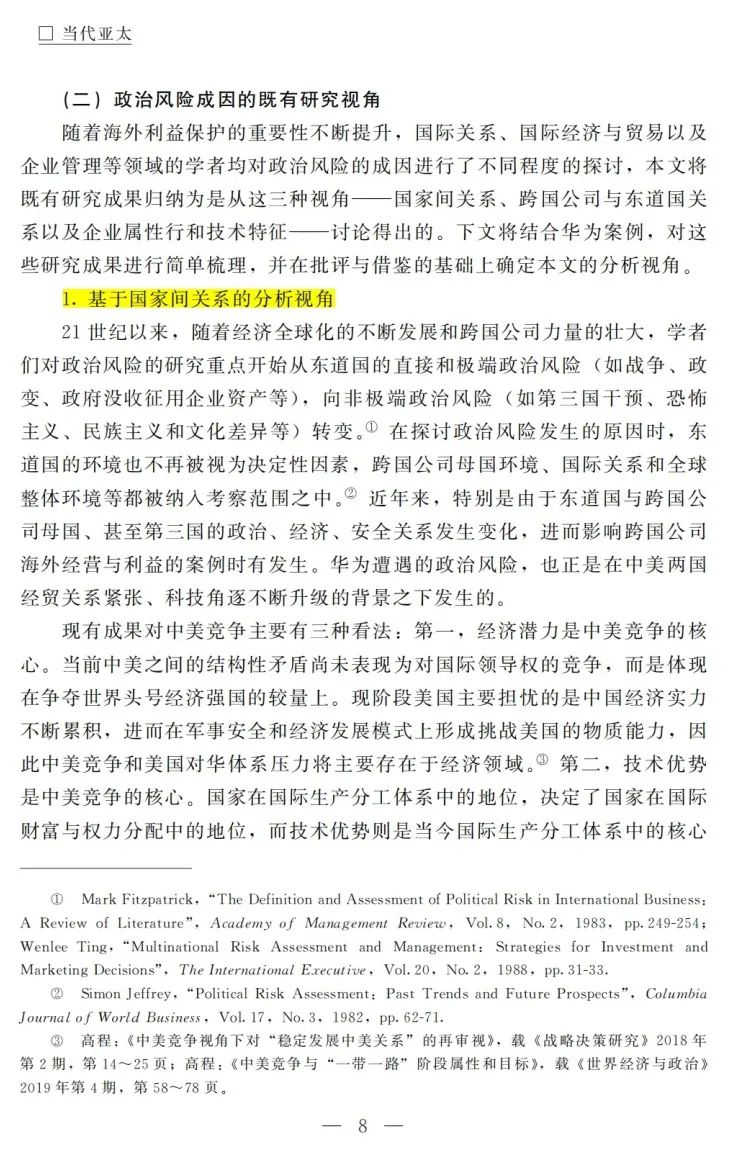 □ 当代亚太
（二）政治风险成因的既有研究视角
随着海外利益保护的重要性不断提升，国际关系、国际经济与贸易以及
企业管理等领域的学者均对政治风险的成因进行了不同程度的探讨，本文将
既有研究成果归纳为是从这三种视角——国家间关系、跨国公司与东道国关
系以及企业属性行和技术特征——讨论得出的。下文将结合华为案例，对这
些研究成果进行简单梳理，并在批评与借鉴的基础上确定本文的分析视角。
1. 基于国家间关系的分析视角
21 世纪以来，随着经济全球化的不断发展和跨国公司力量的壮大，学者
们对政治风险的研究重点开始从东道国的直接和极端政治风险（如战争、政
变、政府没收征用企业资产等），向非极端政治风险（如第三国干预、恐怖
主义、民族主义和文化差异等）转变。① 在探讨政治风险发生的原因时，东
道国的环境也不再被视为决定性因素，跨国公司母国环境、国际关系和全球
整体环境等都被纳入考察范围之中。② 近年来，特别是由于东道国与跨国公
司母国、甚至第三国的政治、经济、安全关系发生变化，进而影响跨国公司
海外经营与利益的案例时有发生。华为遭遇的政治风险，也正是在中美两国
经贸关系紧张、科技角逐不断升级的背景之下发生的。
现有成果对中美竞争主要有三种看法：第一，经济潜力是中美竞争的核
心。当前中美之间的结构性矛盾尚未表现为对国际领导权的竞争，而是体现
在争夺世界头号经济强国的较量上。现阶段美国主要担忧的是中国经济实力
不断累积，进而在军事安全和经济发展模式上形成挑战美国的物质能力，因
此中美竞争和美国对华体系压力将主要存在于经济领域。③ 第二，技术优势
是中美竞争的核心。国家在国际生产分工体系中的地位，决定了国家在国际
财富与权力分配中的地位，而技术优势则是当今国际生产分工体系中的核心
① Mark Fitzpatrick, “The Definition and Assessment of Political Risk in International Business:
A Review of Literature”, Academy of Management Review, Vol. 8, No. 2, 1983, pp. 249-254;
Wenlee Ting, “Multinational Risk Assessment and Management: Strategies for Investment and
Marketing Decisions”, The International Executive, Vol. 20, No. 2, 1988, pp. 31-33.
② Simon Jeffrey, “Political Risk Assessment: Past Trends and Future Prospects”, Columbia
Journal of World Business, Vol. 17, No. 3, 1982, pp. 62-71.
③ 高程：《中美竞争视角下对“稳定发展中美关系”的再审视》，载《战略决策研究》2018 年
第 2 期，第 14～25 页；高程：《中美竞争与“一带一路”阶段属性和目标》，载《世界经济与政治》
2019 年第 4 期，第 58～78 页。
— 8 —